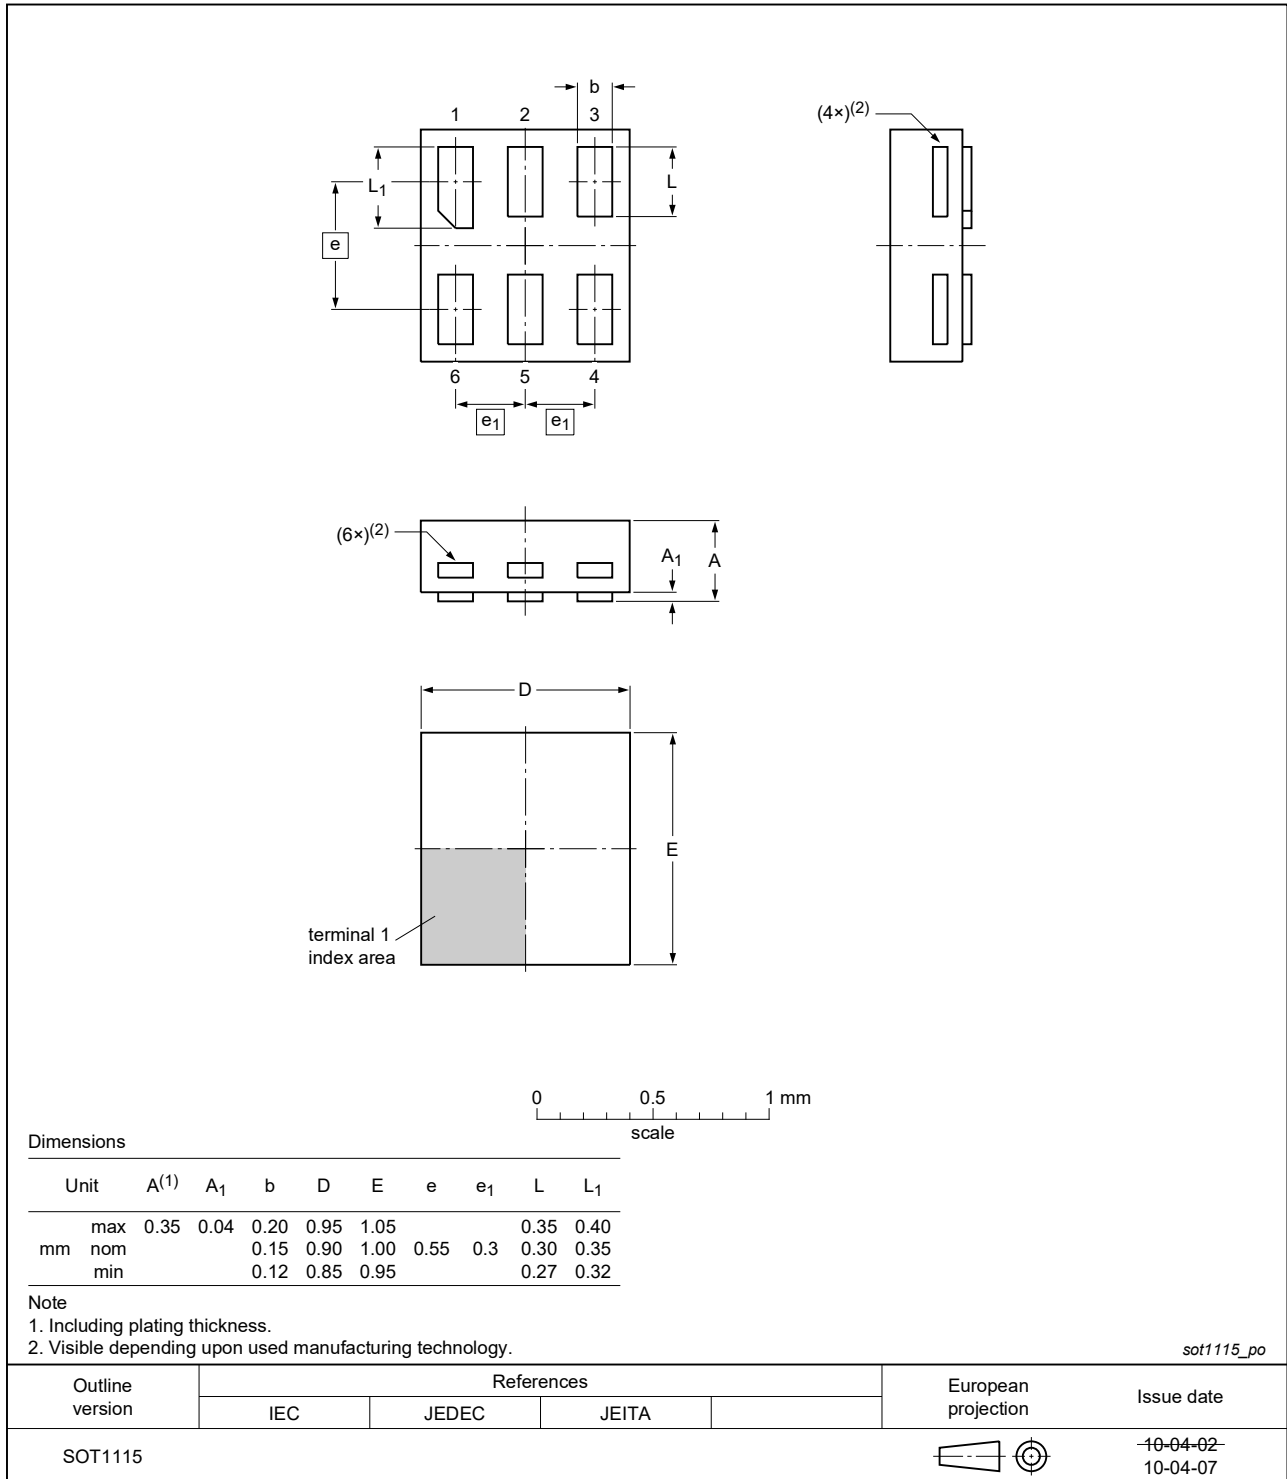 b
1 2 3
(4×)(2)
L1
L
e
6 5 4
e1 e1
(6×)(2)
A1 A
D
E
terminal 1
index area
0 0.5 1 mm
scale
Dimensions
Unit A(1) A1 b D E e e1 L L1
max 0.35 0.04 0.20 0.95 1.05 0.35 0.40
mm nom 0.15 0.90 1.00 0.55 0.3 0.30 0.35
min 0.12 0.85 0.95 0.27 0.32
Note
1. Including plating thickness.
2. Visible depending upon used manufacturing technology.
sot1115_po
Outline version References European projection Issue date
IEC JEDEC JEITA
SOT1115 10-04-02
10-04-07